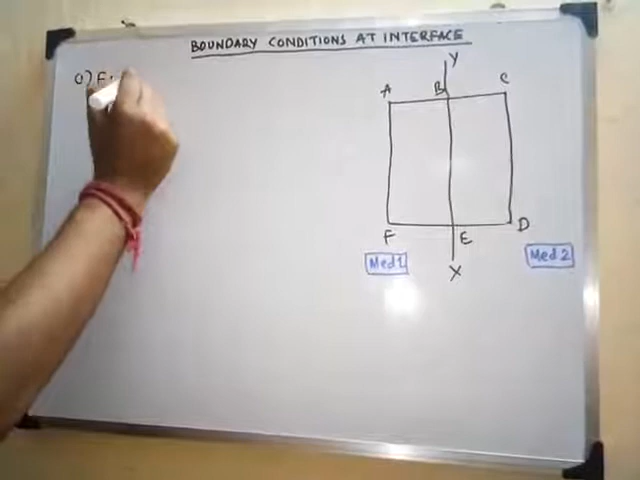 BOUNDARY CONDITIONS AT INTERFACE
a) F
Y
A B C
F E D
Med 1 Med 2
X